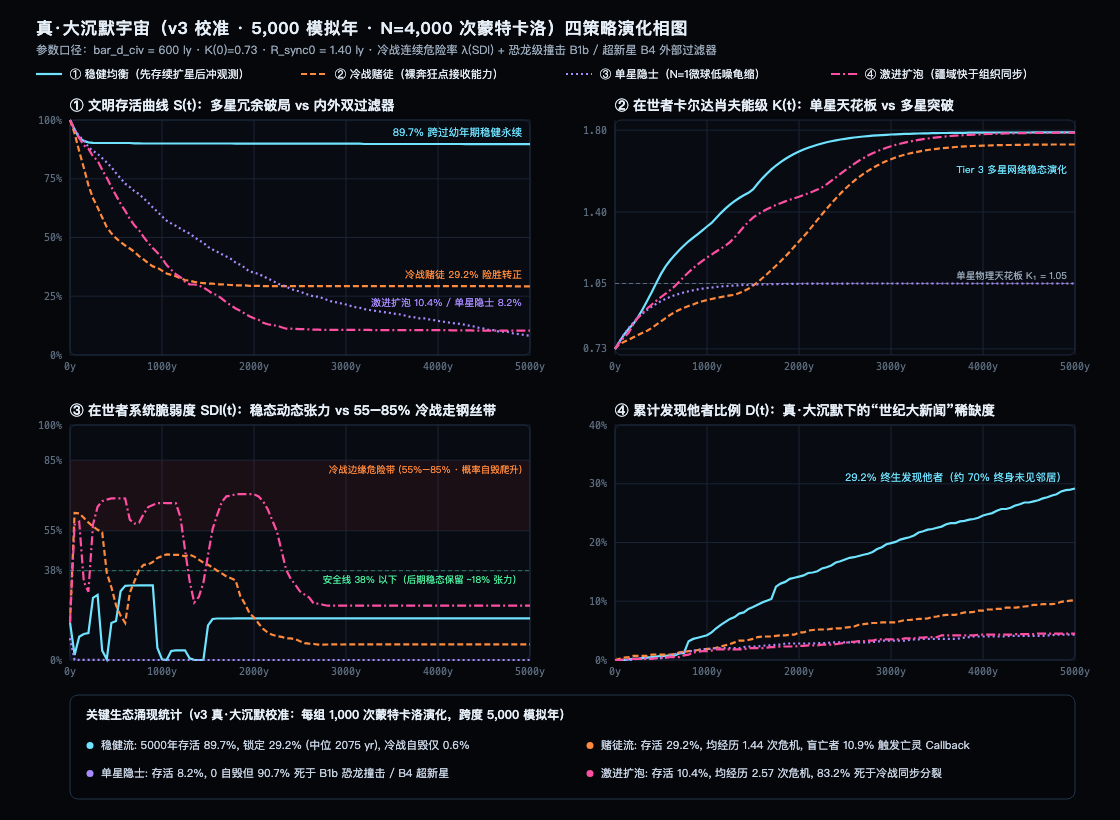 真·大沉默宇宙（v3 校准 · 5,000 模拟年 · N=4,000 次蒙特卡洛）四策略演化相图
参数口径：bar_d_civ = 600 ly · K(0)=0.73 · R_sync0 = 1.40 ly · 冷战连续危险率 λ(SDI) + 恐龙级撞击 B1b / 超新星 B4 外部过滤器
① 稳健均衡（先存续扩星后冲观测）
② 冷战赌徒（裸奔狂点接收能力）
③ 单星隐士（N=1微球低噪龟缩）
④ 激进扩泡（疆域快于组织同步）
① 文明存活曲线 S(t)：多星冗余破局 vs 内外双过滤器
100%
75%
50%
25%
0%
89.7% 跨过幼年期稳健永续
冷战赌徒 29.2% 险胜转正
激进扩泡 10.4% / 单星隐士 8.2%
0y
1000y
2000y
3000y
4000y
5000y
② 在世者卡尔达肖夫能级 K(t)：单星天花板 vs 多星突破
1.80
1.40
1.05
0.73
Tier 3 多星网络稳态演化
单星物理天花板 K₁ = 1.05
0y
1000y
2000y
3000y
4000y
5000y
③ 在世者系统脆弱度 SDI(t)：稳态动态张力 vs 55—85% 冷战走钢丝带
100%
85%
55%
38%
0%
冷战边缘危险带 (55%—85% · 概率自毁爬升)
安全线 38% 以下（后期稳态保留 ~18% 张力）
0y
1000y
2000y
3000y
4000y
5000y
④ 累计发现他者比例 D(t)：真·大沉默下的“世纪大新闻”稀缺度
40%
30%
20%
10%
0%
29.2% 终生发现他者（约 70% 终身未见邻居）
0y
1000y
2000y
3000y
4000y
5000y
关键生态涌现统计（v3 真·大沉默校准：每组 1,000 次蒙特卡洛演化，跨度 5,000 模拟年）
稳健流: 5000年存活 89.7%, 锁定 29.2% (中位 2075 yr), 冷战自毁仅 0.6%
赌徒流: 存活 29.2%, 均经历 1.44 次危机, 盲亡者 10.9% 触发亡灵 Callback
单星隐士: 存活 8.2%, 0 自毁但 90.7% 死于 B1b 恐龙撞击 / B4 超新星
激进扩泡: 存活 10.4%, 均经历 2.57 次危机, 83.2% 死于冷战同步分裂